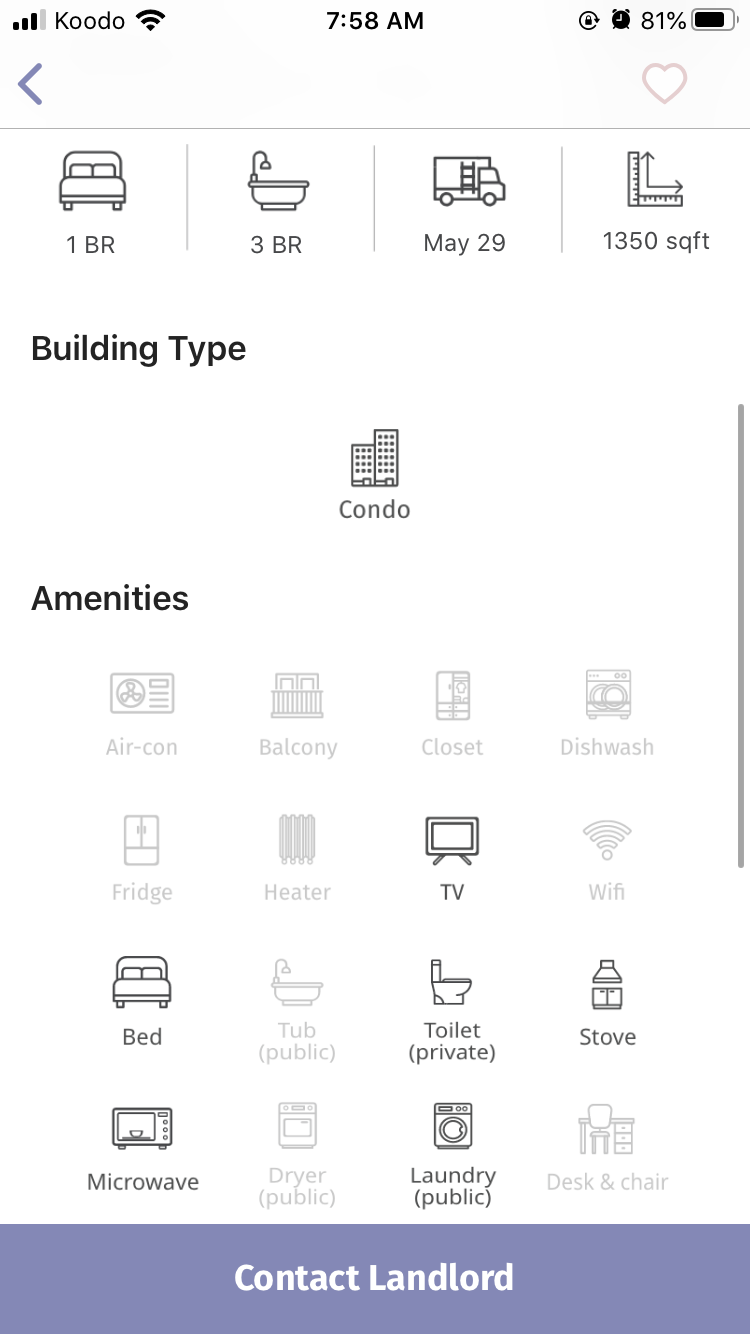 Koodo 7:58 AM 81%
1 BR 3 BR May 29 1350 sqft
Building Type
Condo
Amenities
Air-con Balcony Closet Dishwash
Fridge Heater TV Wifi
Bed Tub (public) Toilet (private) Stove
Microwave Dryer (public) Laundry (public) Desk & chair
Contact Landlord